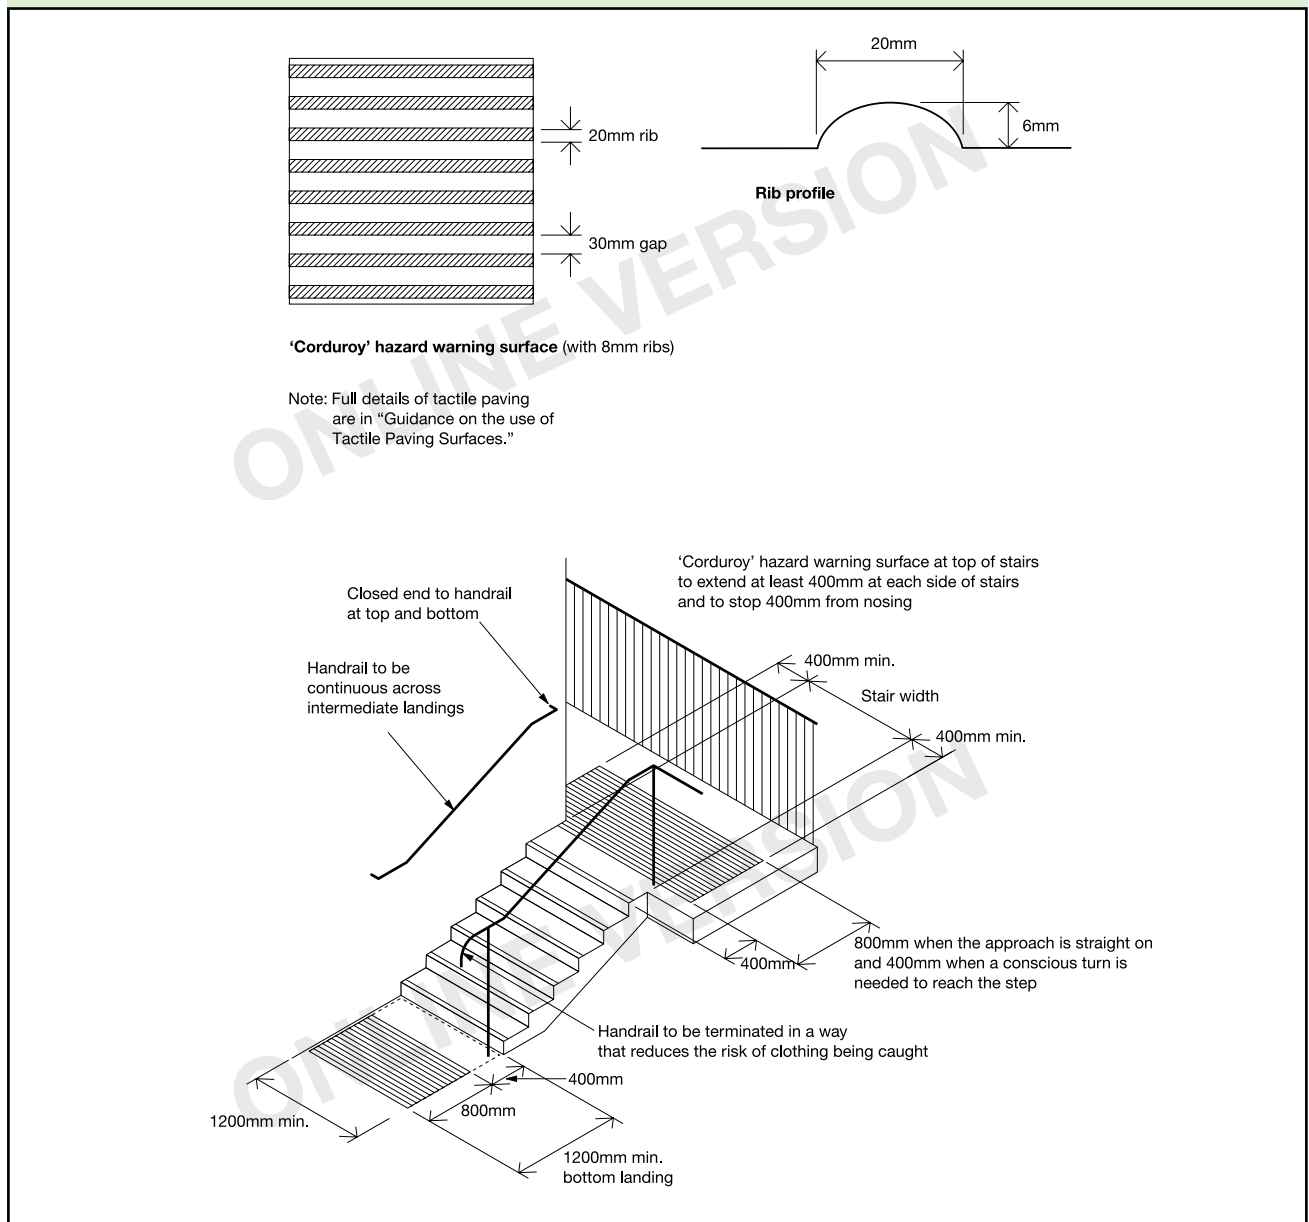 20mm
20mm rib
6mm
Rib profile
30mm gap
‘Corduroy’ hazard warning surface (with 8mm ribs)
Note: Full details of tactile paving
are in “Guidance on the use of
Tactile Paving Surfaces.”
ONLINE VERSION
‘Corduroy’ hazard warning surface at top of stairs
to extend at least 400mm at each side of stairs
and to stop 400mm from nosing
Closed end to handrail
at top and bottom
Handrail to be
continuous across
intermediate landings
400mm min.
Stair width
400mm min.
800mm when the approach is straight on
and 400mm when a conscious turn is
needed to reach the step
400mm
Handrail to be terminated in a way
that reduces the risk of clothing being caught
400mm
800mm
1200mm min.
1200mm min.
bottom landing
ONLINE VERSION